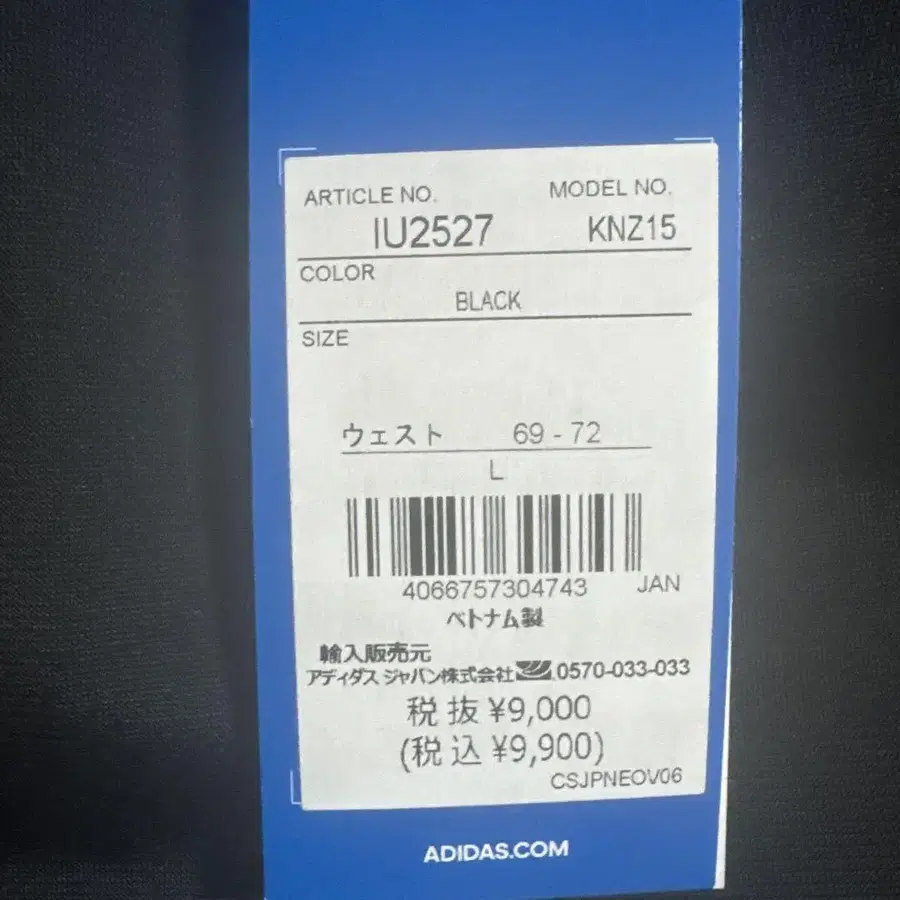 ARTICLE NO. MODEL NO.
IU2527 KNZ15
COLOR
BLACK
SIZE
ウェスト 69 - 72
L
4066757304743 JAN
ベトナム製
輸入販売元
アディダス ジャパン株式会社 0570-033-033
税抜 ¥9,000
(税込 ¥9,900)
CSJPNEOV06
ADIDAS.COM